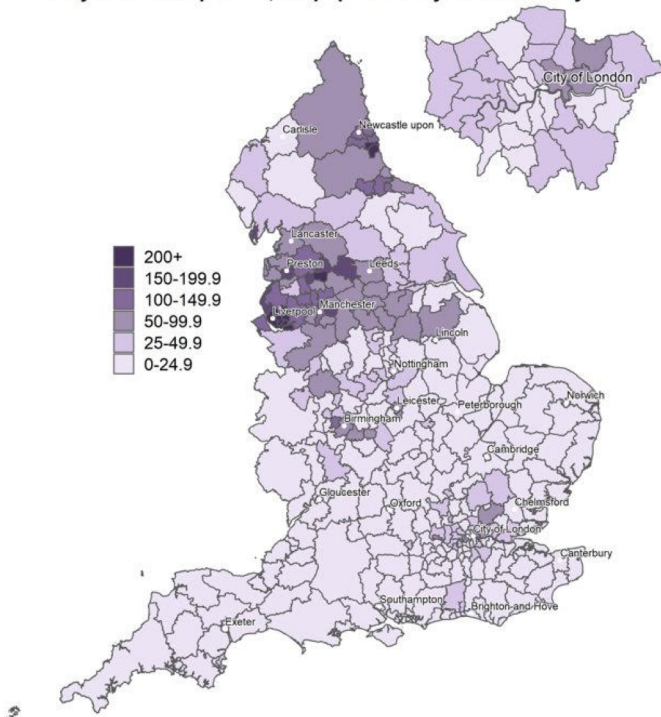 City of London
Carlisle
Newcastle upon T
Lancaster
Preston
Leeds
200+
150-199.9
100-149.9
50-99.9
25-49.9
0-24.9
Liverpool
Manchester
Lincoln
Nottingham
Leicester
Peterborough
Norwich
Birmingham
Cambridge
Gloucester
Oxford
Chelmsford
City of London
Canterbury
Southampton
Brighton and Hove
Exeter